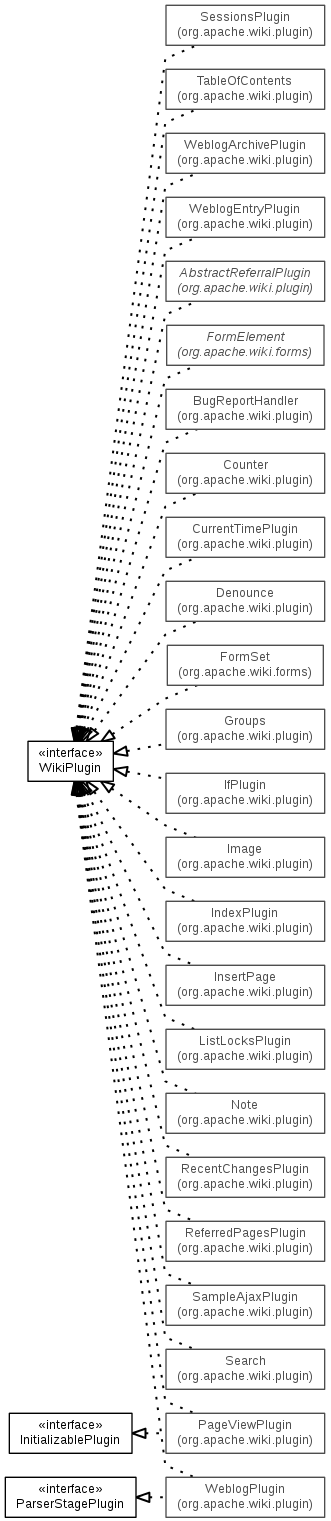 SessionsPlugin
(org.apache.wiki.plugin)
TableOfContents
(org.apache.wiki.plugin)
WeblogArchivePlugin
(org.apache.wiki.plugin)
WeblogEntryPlugin
(org.apache.wiki.plugin)
AbstractReferralPlugin
(org.apache.wiki.plugin)
FormElement
(org.apache.wiki.forms)
BugReportHandler
(org.apache.wiki.plugin)
Counter
(org.apache.wiki.plugin)
CurrentTimePlugin
(org.apache.wiki.plugin)
Denounce
(org.apache.wiki.plugin)
FormSet
(org.apache.wiki.forms)
Groups
(org.apache.wiki.plugin)
«interface»
WikiPlugin
IfPlugin
(org.apache.wiki.plugin)
Image
(org.apache.wiki.plugin)
IndexPlugin
(org.apache.wiki.plugin)
InsertPage
(org.apache.wiki.plugin)
ListLocksPlugin
(org.apache.wiki.plugin)
Note
(org.apache.wiki.plugin)
RecentChangesPlugin
(org.apache.wiki.plugin)
ReferredPagesPlugin
(org.apache.wiki.plugin)
SampleAjaxPlugin
(org.apache.wiki.plugin)
Search
(org.apache.wiki.plugin)
«interface»
InitializablePlugin
PageViewPlugin
(org.apache.wiki.plugin)
«interface»
ParserStagePlugin
WeblogPlugin
(org.apache.wiki.plugin)